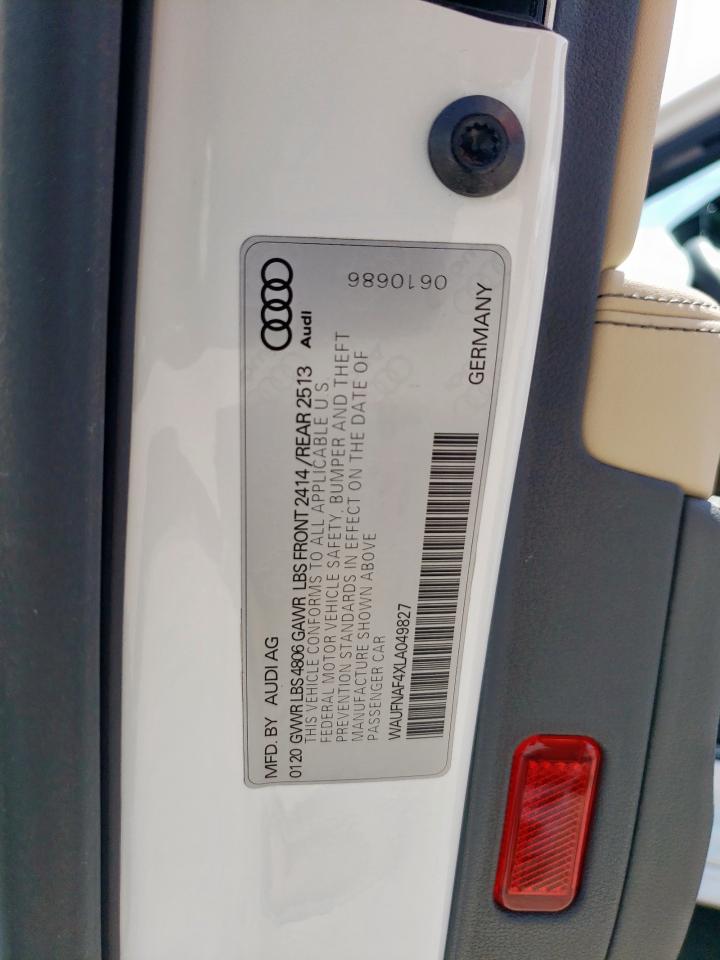 MFD. BY AUDI AG
Audi
0120 GVWR LBS 4806 GAWR LBS FRONT 2414 / REAR 2513
THIS VEHICLE CONFORMS TO ALL APPLICABLE U S.
FEDERAL MOTOR VEHICLE SAFETY, BUMPER AND THEFT
PREVENTION STANDARDS IN EFFECT ON THE DATE OF
MANUFACTURE SHOWN ABOVE
PASSENGER CAR
WAUFNAF4XLA049827
GERMANY
0610686